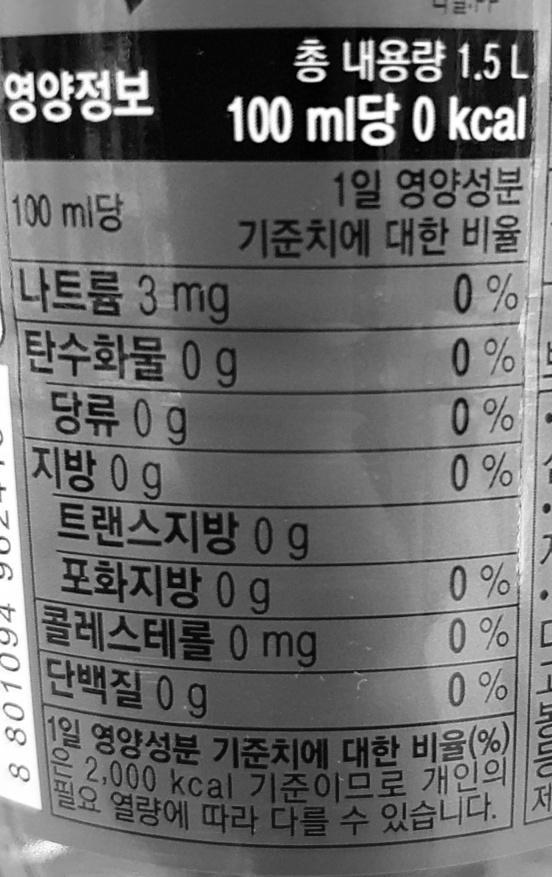 영양정보
총 내용량 1.5 L
100 ml당 0 kcal
100 ml당
1일 영양성분
기준치에 대한 비율
나트륨 3 mg 0 %
탄수화물 0 g 0 %
당류 0 g 0 %
지방 0 g 0 %
트랜스지방 0 g
포화지방 0 g 0 %
콜레스테롤 0 mg 0 %
단백질 0 g 0 %
1일 영양성분 기준치에 대한 비율(%)
은 2,000 kcal 기준이므로 개인의
필요 열량에 따라 다를 수 있습니다.
8 801094